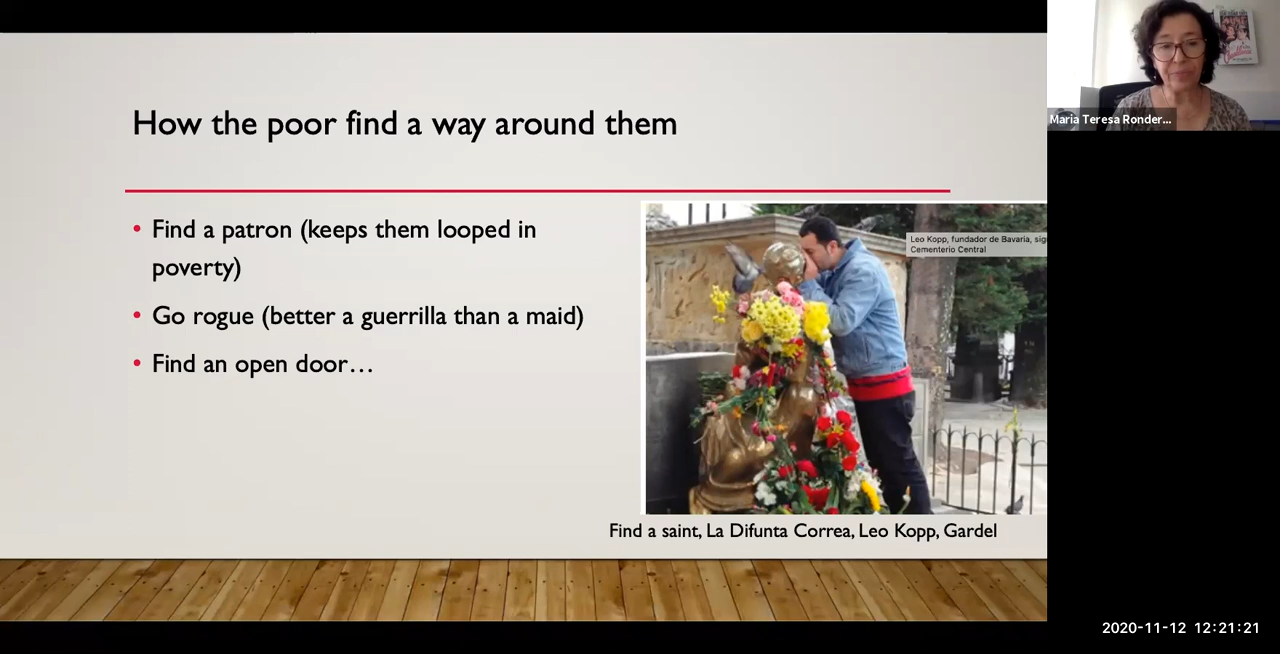 How the poor find a way around them
• Find a patron (keeps them looped in
poverty)
• Go rogue (better a guerrilla than a maid)
• Find an open door…
Leo Kopp, fundador de Bavaria, sig
Cementerio Central
Find a saint, La Difunta Correa, Leo Kopp, Gardel
Maria Teresa Ronder...
2020-11-12 12:21:21